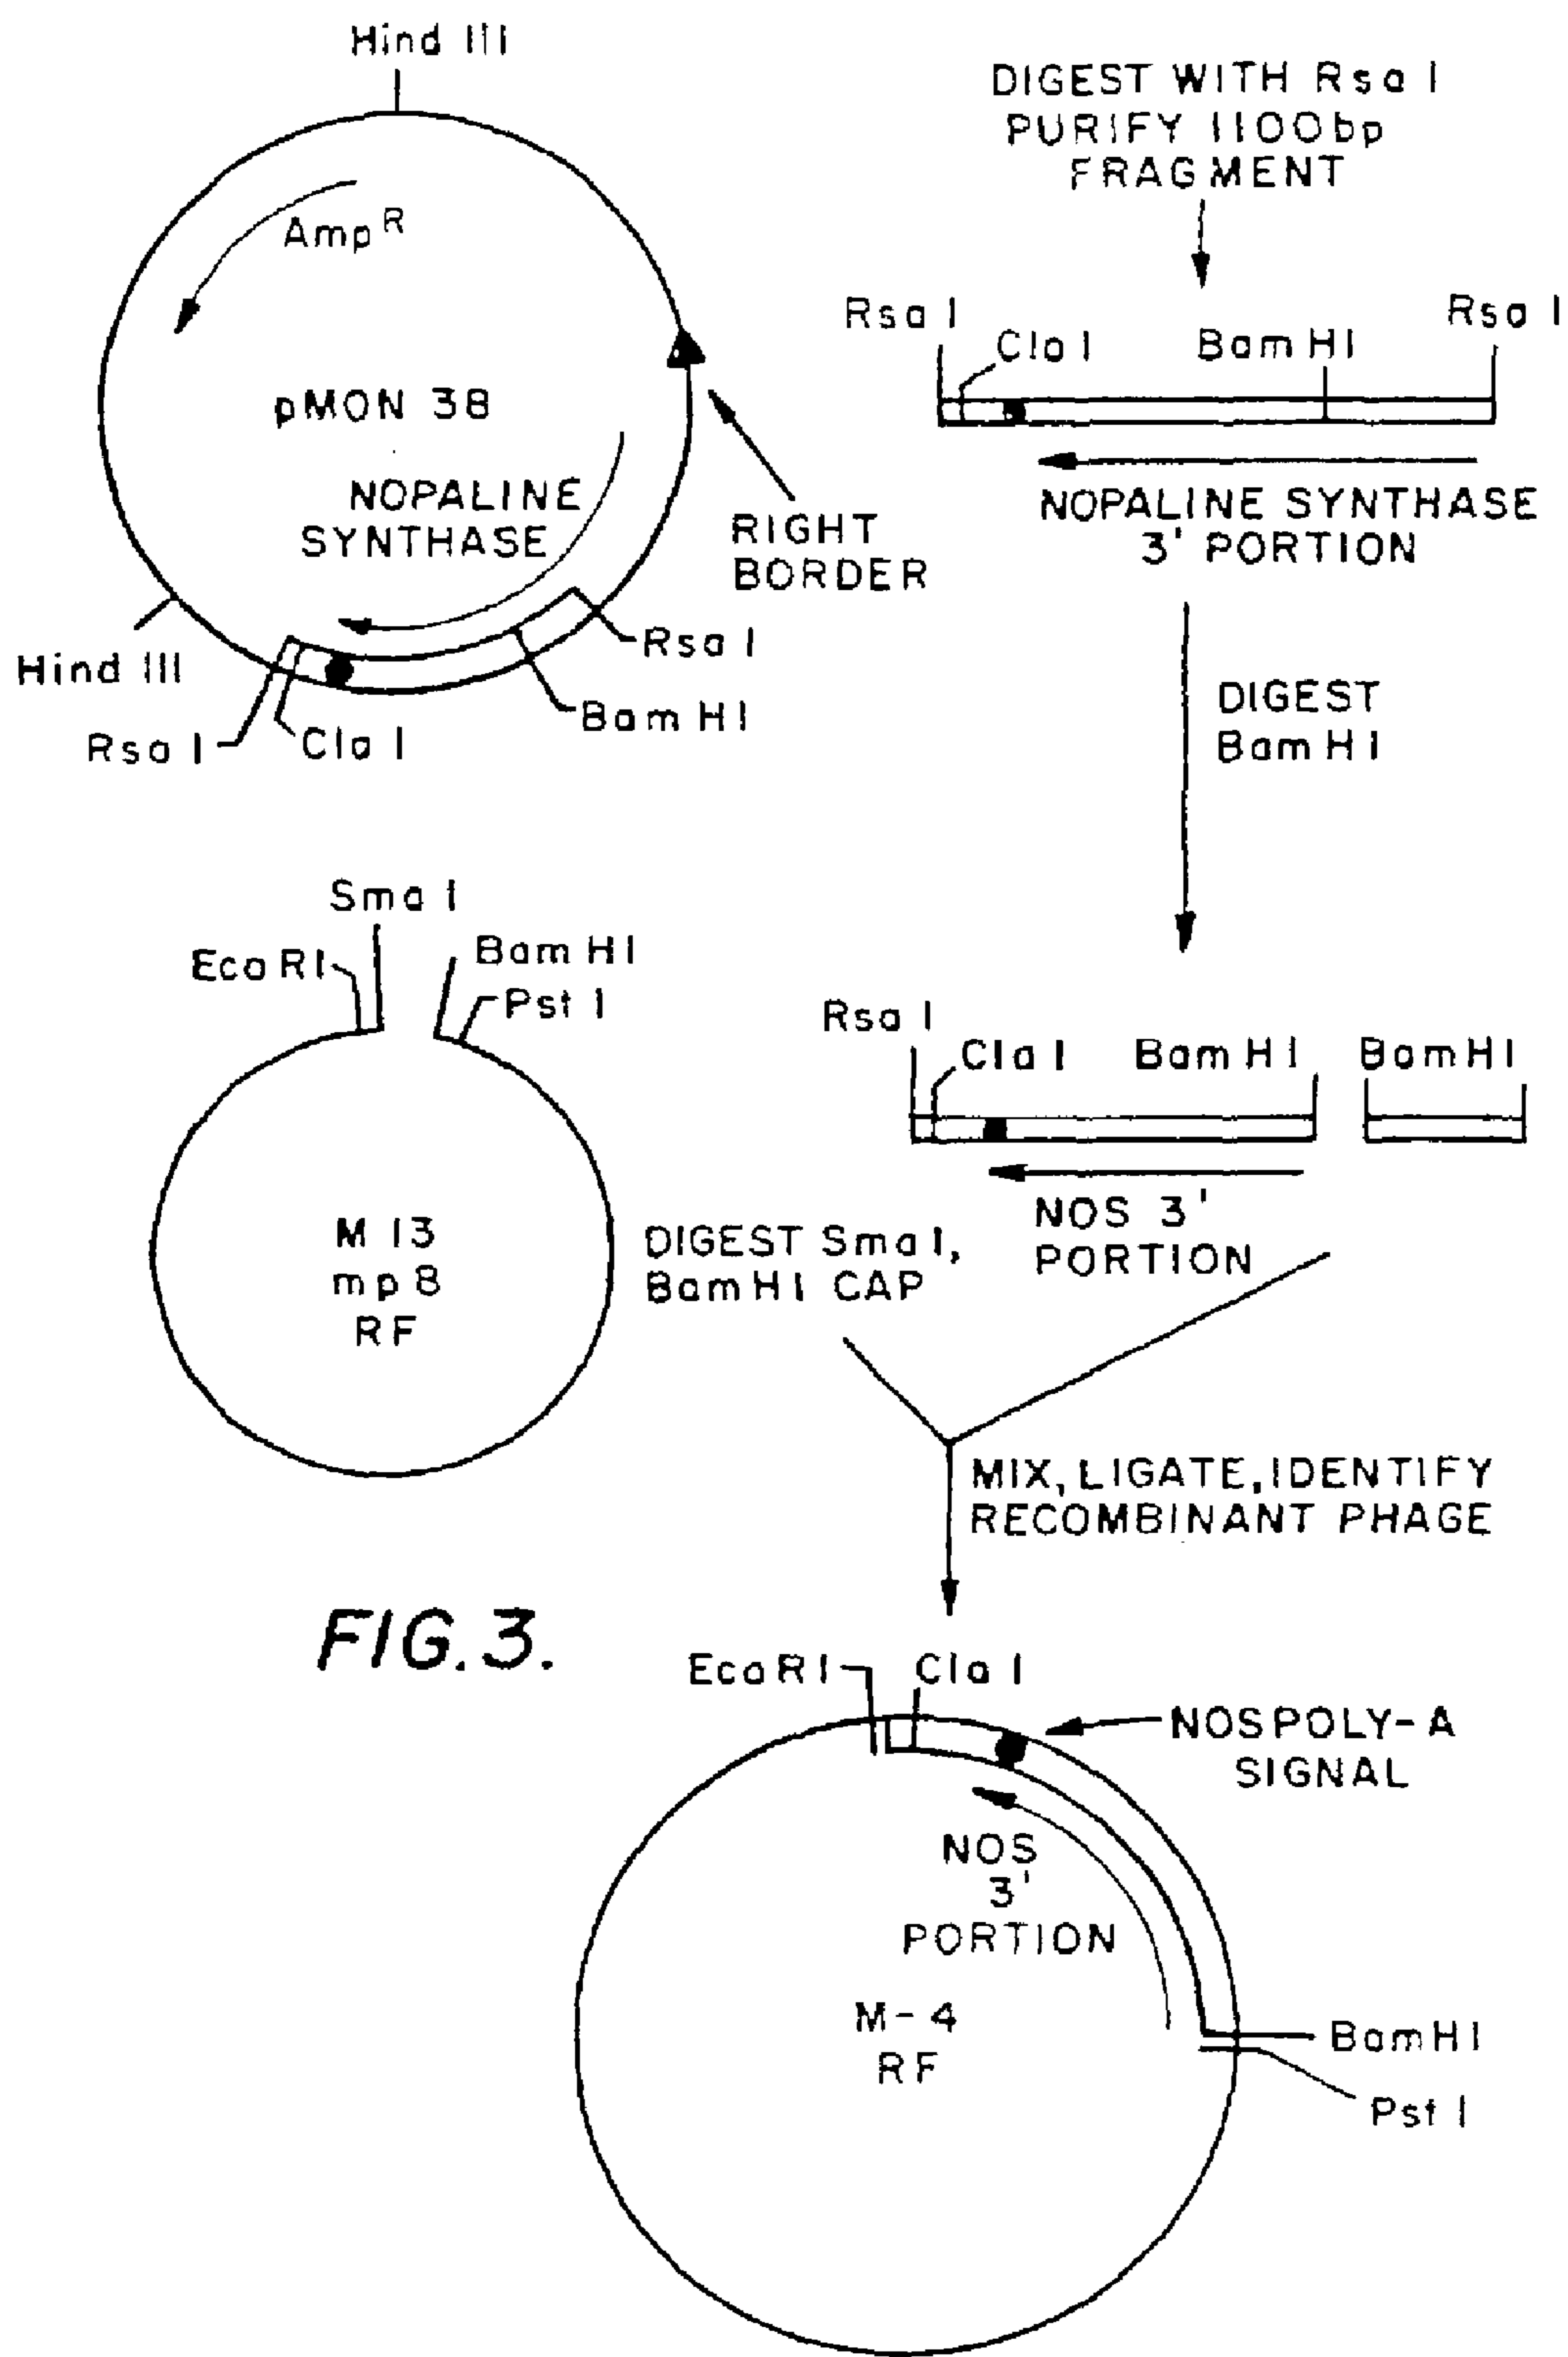 Hind III
Amp R
pMON 38
NOPALINE
SYNTHASE
RIGHT
BORDER
Hind III
Rsa I
Cla I
Bam HI
Rsa I
DIGEST WITH Rsa I
PURIFY 1100bp
FRAGMENT
Rsa I
Cla I
Bam HI
Rsa I
NOPALINE SYNTHASE
3' PORTION
DIGEST
Bam HI
Sma I
Eco RI
Bam HI
Pst I
M 13
mp 8
RF
DIGEST Sma I,
Bam HI CAP
Rsa I
Cla I
Bam HI
Bam HI
NOS 3'
PORTION
MIX, LIGATE, IDENTIFY
RECOMBINANT PHAGE
FIG. 3.
Eco RI
Cla I
NOS POLY-A
SIGNAL
NOS
3'
PORTION
M-4
RF
Bam HI
Pst I